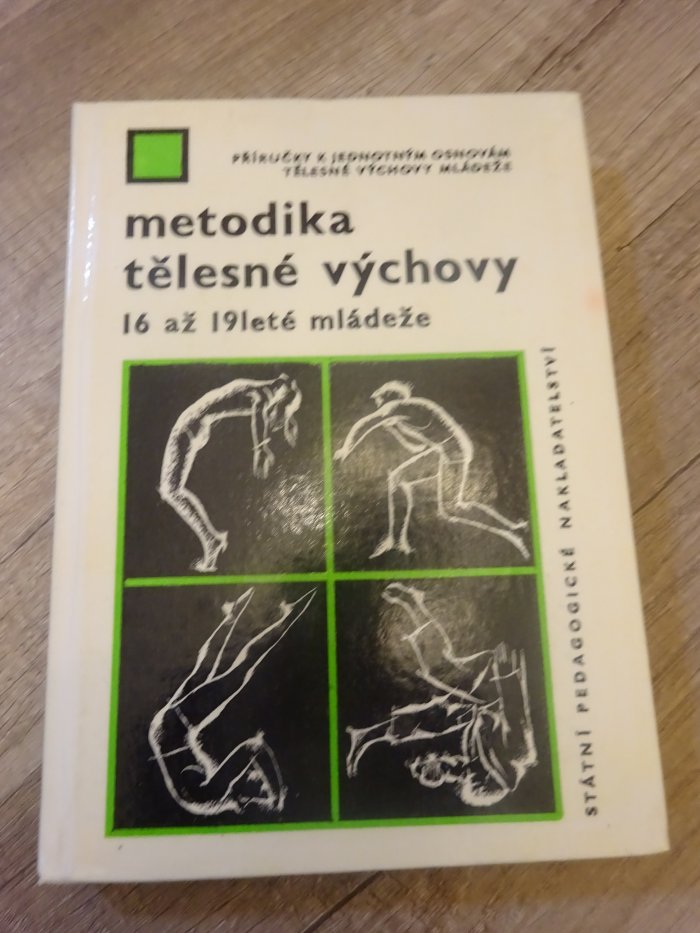 PŘÍRUČKY K JEDNOTNÝM OSNOVÁM
TĚLESNÉ VÝCHOVY MLÁDEŽE
metodika
tělesné výchovy
16 až 19leté mládeže
STÁTNÍ PEDAGOGICKÉ NAKLADATELSTVÍ